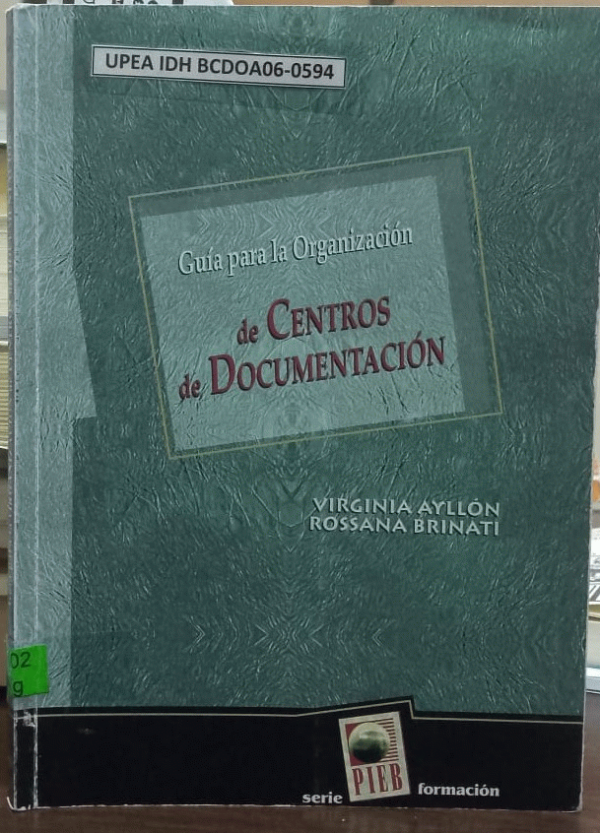 UPEA IDH BCDOA06-0594
Guía para la Organización
de CENTROS
de DOCUMENTACIÓN
VIRGINIA AYLLÓN
ROSSANA BRINATI
02
g
PIEB
serie formación